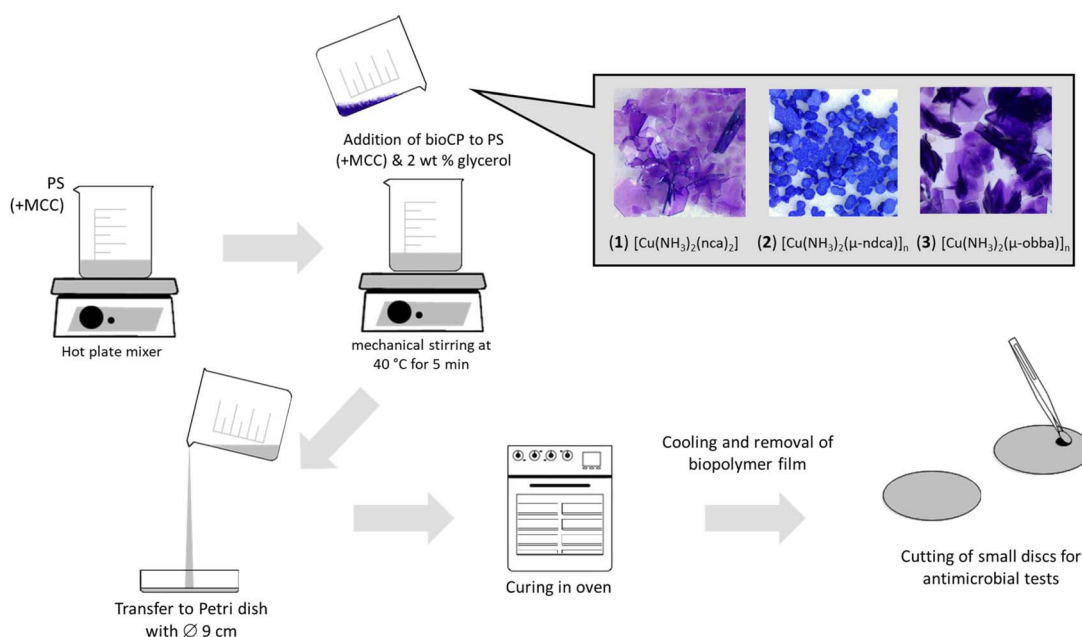 PS
(+MCC)
Hot plate mixer
Addition of bioCP to PS
(+MCC) & 2 wt % glycerol
mechanical stirring at
40 °C for 5 min
(1) [Cu(NH₃)₂(nca)₂]
(2) [Cu(NH₃)₂(µ-ndca)]ₙ
(3) [Cu(NH₃)₂(µ-obba)]ₙ
Transfer to Petri dish
with ∅ 9 cm
Curing in oven
Cooling and removal of
biopolymer film
Cutting of small discs for
antimicrobial tests